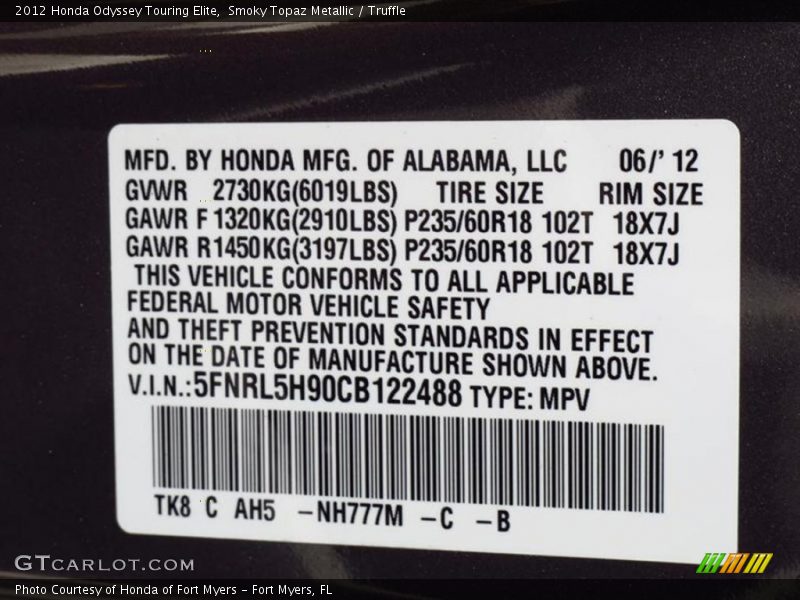 2012 Honda Odyssey Touring Elite,  Smoky Topaz Metallic / Truffle
MFD. BY HONDA MFG. OF ALABAMA, LLC 06/' 12
GVWR 2730KG(6019LBS) TIRE SIZE RIM SIZE
GAWR F 1320KG(2910LBS) P235/60R18 102T 18X7J
GAWR R1450KG(3197LBS) P235/60R18 102T 18X7J
THIS VEHICLE CONFORMS TO ALL APPLICABLE
FEDERAL MOTOR VEHICLE SAFETY
AND THEFT PREVENTION STANDARDS IN EFFECT
ON THE DATE OF MANUFACTURE SHOWN ABOVE.
V.I.N.:5FNRL5H90CB122488 TYPE: MPV
TK8 C AH5 -NH777M -C -B
GTCARLOT.COM
Photo Courtesy of Honda of Fort Myers - Fort Myers, FL